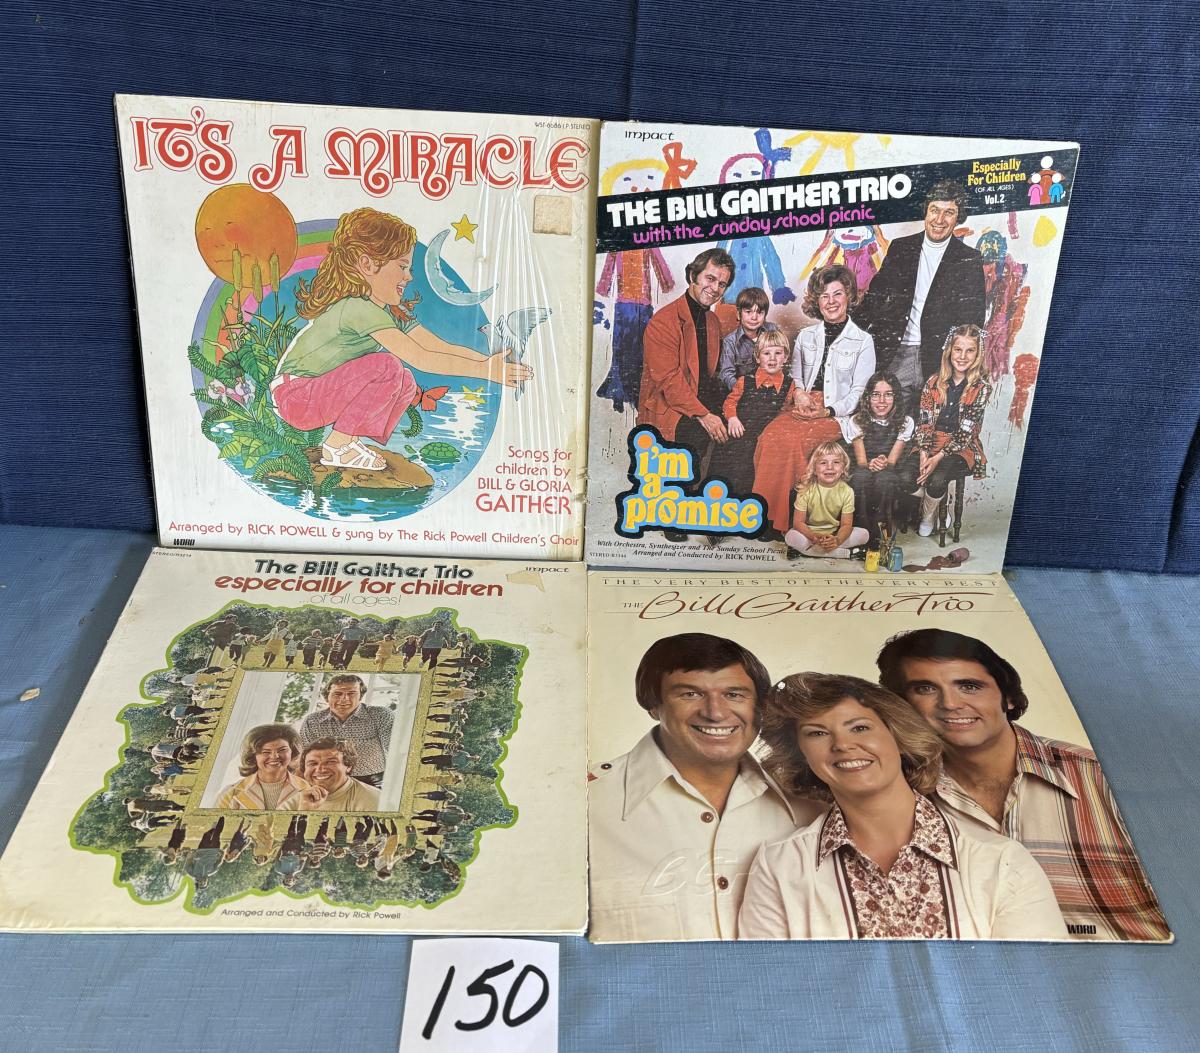 IT'S A MIRACLE
WST-8686 LP STEREO
Songs for
children by
BILL & GLORIA
GAITHER
Arranged by RICK POWELL & sung by The Rick Powell Children's Choir
WORD
impact
THE BILL GAITHER TRIO
with the sunday school picnic
Especially
For Children
(OF ALL AGES)
Vol.2
i'm
a
promise
With Orchestra, Synthesizer and The Sunday School Picnic
STEREO/R3344
Arranged and Conducted by RICK POWELL
STEREO/R3214
The Bill Gaither Trio
impact
especially for children
...of all ages!
Arranged and Conducted by Rick Powell
THE VERY BEST OF THE VERY BEST
THE Bill Gaither Trio
WORD
150